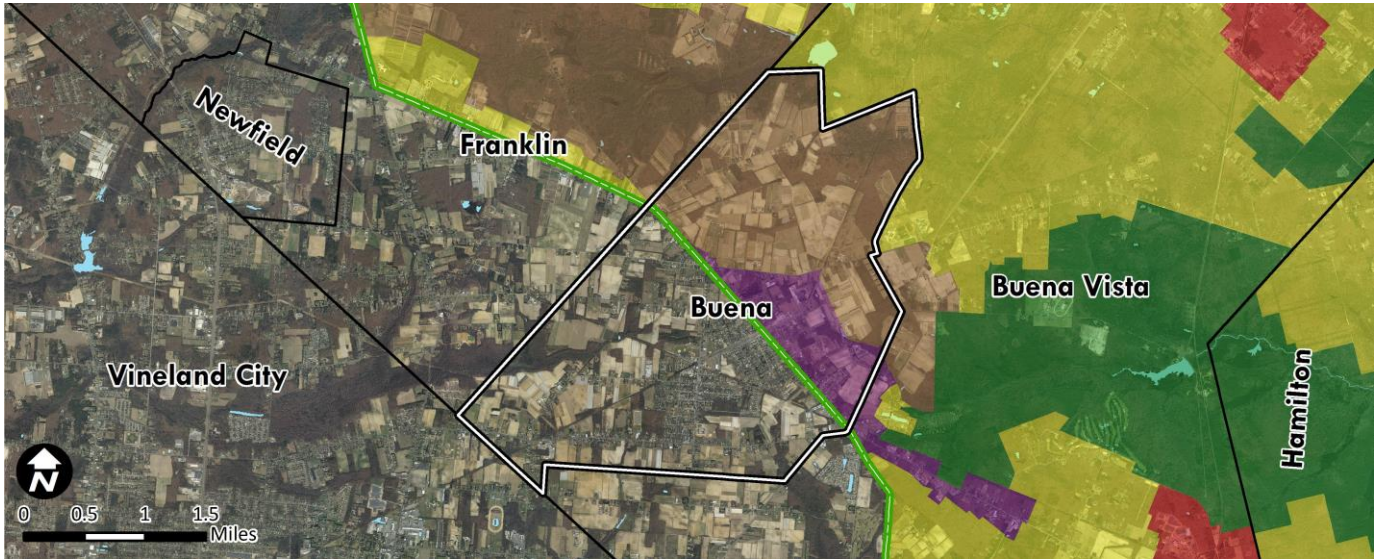 Newfield
Franklin
Buena
Buena Vista
Vineland City
Hamilton
N
0 0.5 1 1.5
Miles